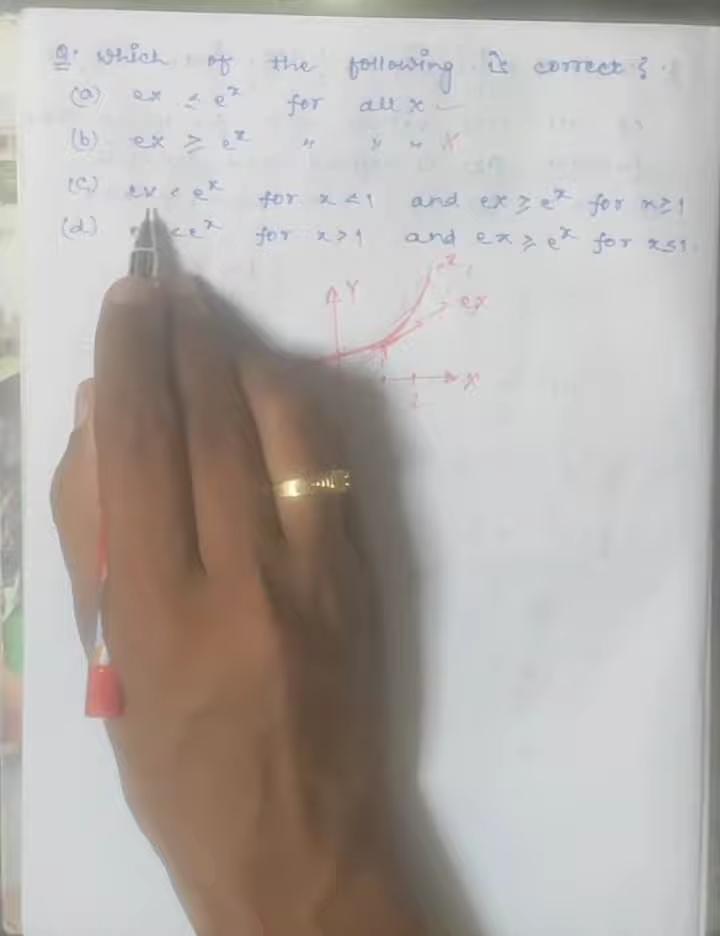 Q. Which of the following is correct?
(a) ex ≤ e^x for all x
(b) ex ≥ e^x " " " X
(c) ex < e^x for x < 1 and ex ≥ e^x for x ≥ 1
(d) < e^x for x > 1 and ex ≥ e^x for x ≤ 1.
Y
ex
X